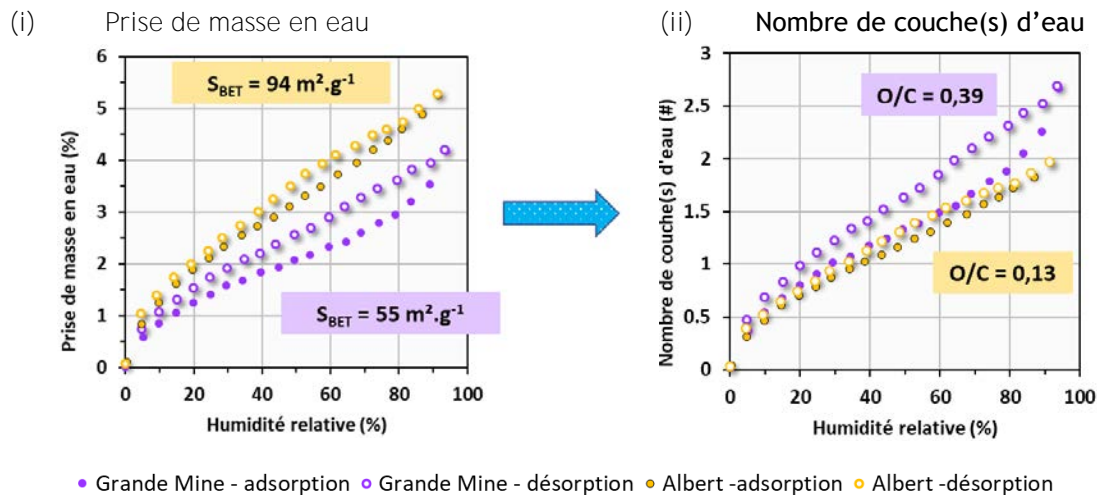 (i) Prise de masse en eau
(ii) Nombre de couche(s) d’eau
6
5
4
3
2
1
0
Prise de masse en eau (%)
S_BET = 94 m².g⁻¹
S_BET = 55 m².g⁻¹
0 20 40 60 80 100
Humidité relative (%)
3
2.5
2
1.5
1
0.5
0
Nombre de couche(s) d'eau (#)
O/C = 0,39
O/C = 0,13
0 20 40 60 80 100
Humidité relative (%)
Grande Mine - adsorption Grande Mine - désorption Albert -adsorption Albert -désorption